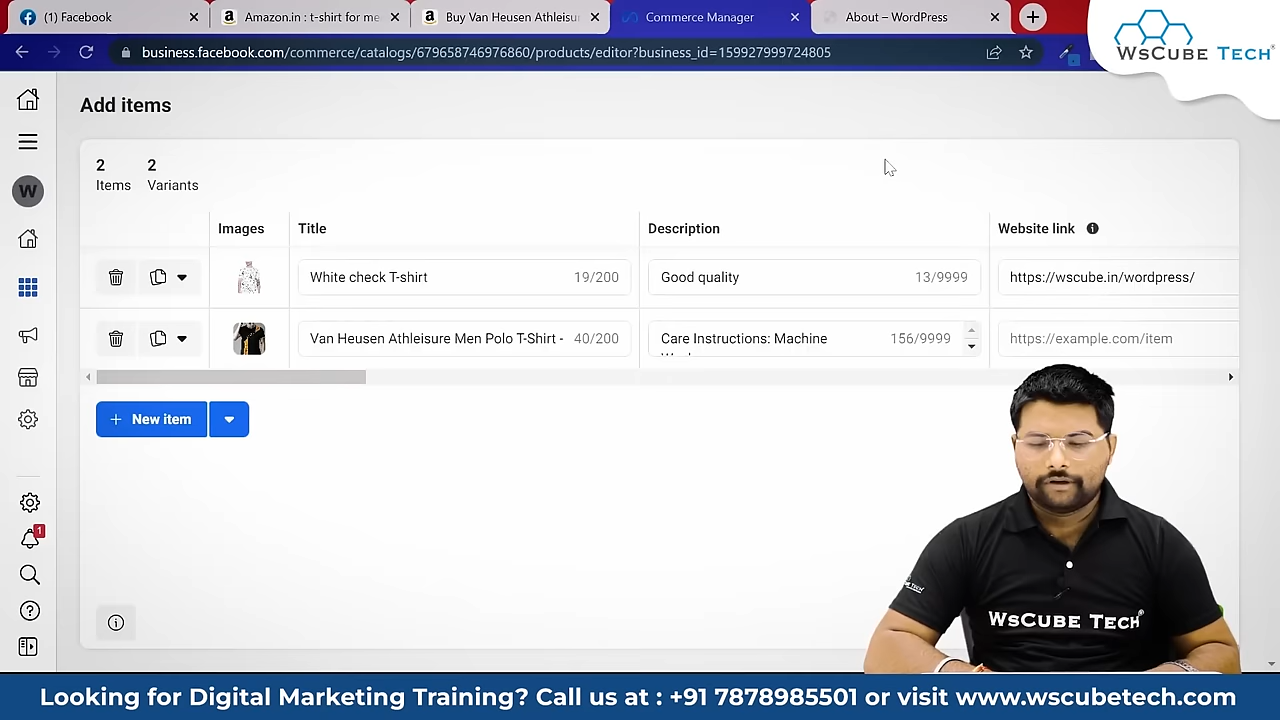 (1) Facebook
Amazon.in : t-shirt for me
Buy Van Heusen Athleisu
Commerce Manager
About – WordPress
business.facebook.com/commerce/catalogs/679658746976860/products/editor?business_id=159927999724805
WsCube Tech
Add items
W
2 2
Items Variants
Images Title Description Website link
White check T-shirt 19/200 Good quality 13/9999 https://wscube.in/wordpress/
Van Heusen Athleisure Men Polo T-Shirt - 40/200 Care Instructions: Machine 156/9999 https://example.com/item
+ New item
1
WsCube Tech
Looking for Digital Marketing Training? Call us at : +91 7878985501 or visit www.wscubetech.com